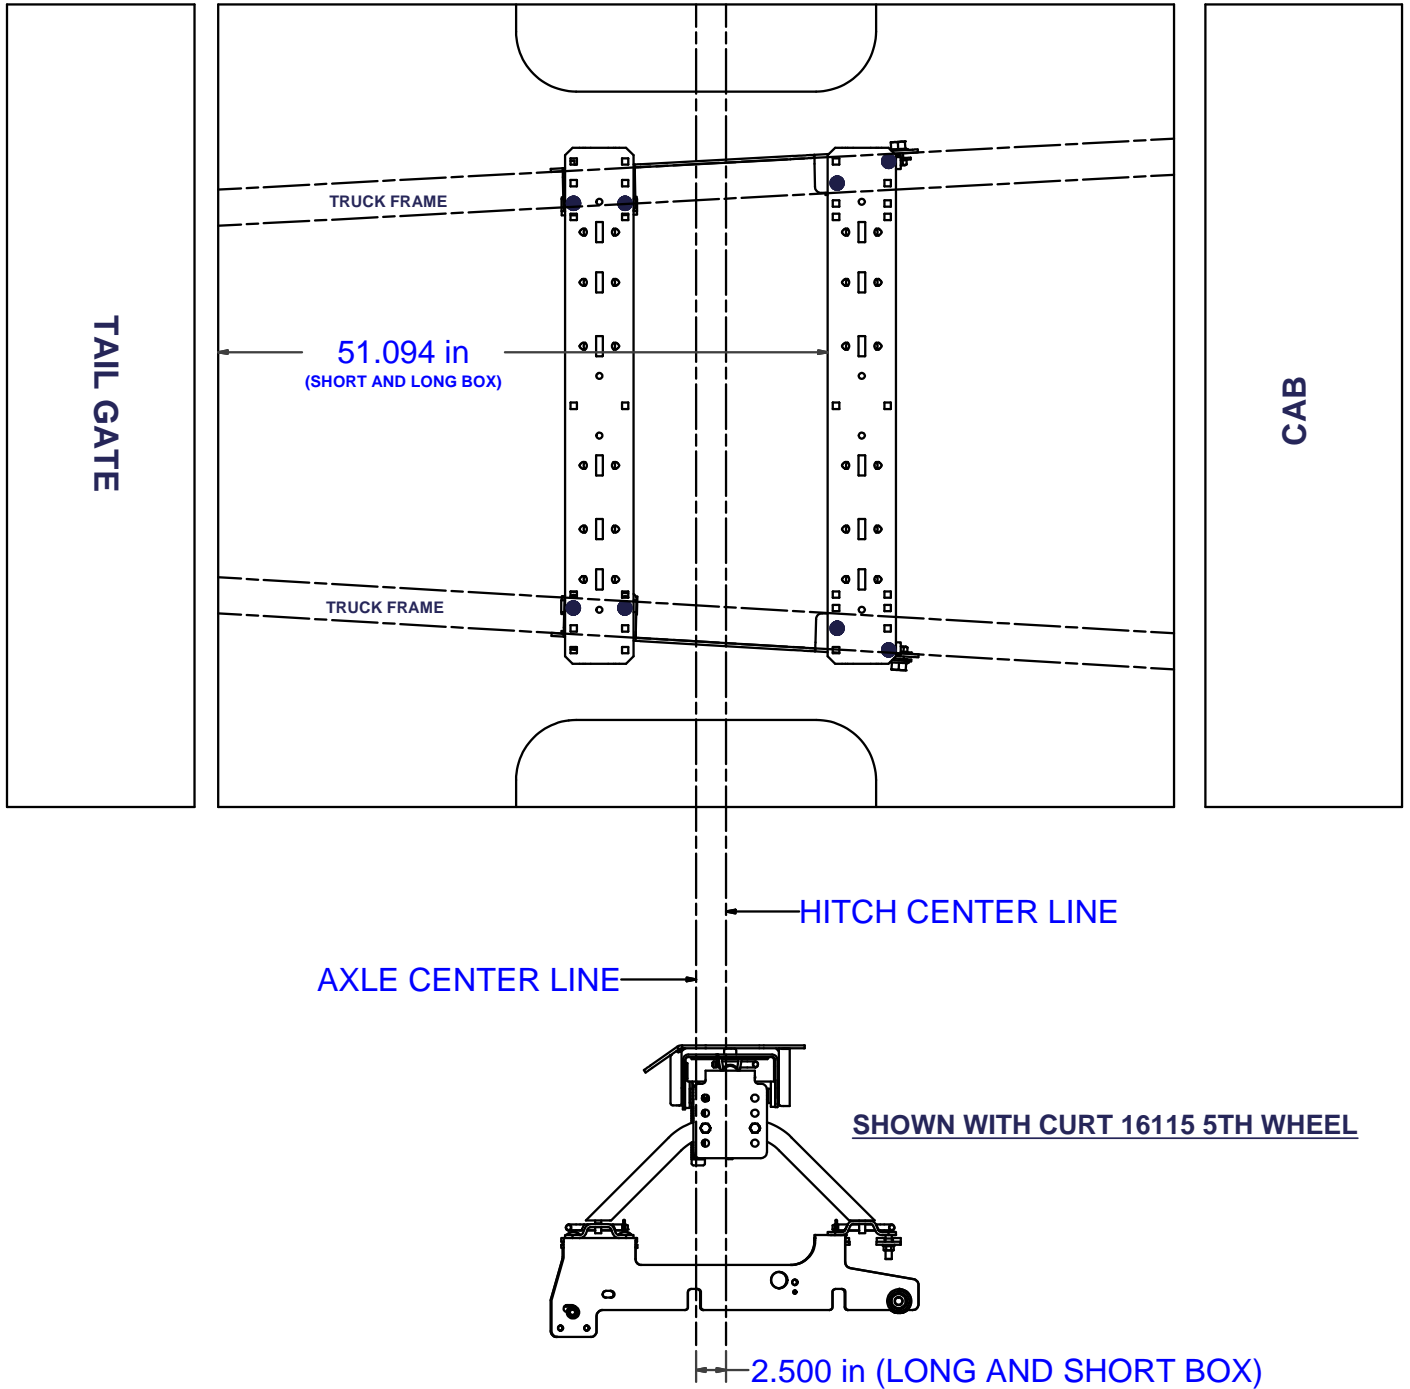 TRUCK FRAME
51.094 in
(SHORT AND LONG BOX)
TAIL GATE
CAB
TRUCK FRAME
HITCH CENTER LINE
AXLE CENTER LINE
SHOWN WITH CURT 16115 5TH WHEEL
2.500 in (LONG AND SHORT BOX)